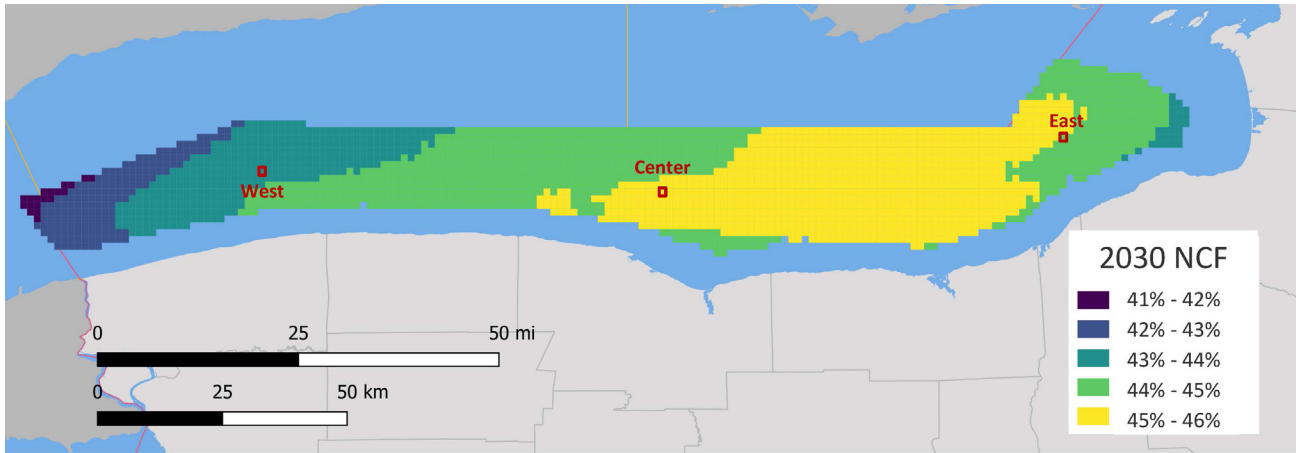 East
Center
West
2030 NCF
41% - 42%
42% - 43%
43% - 44%
44% - 45%
45% - 46%
0 25 50 mi
0 25 50 km